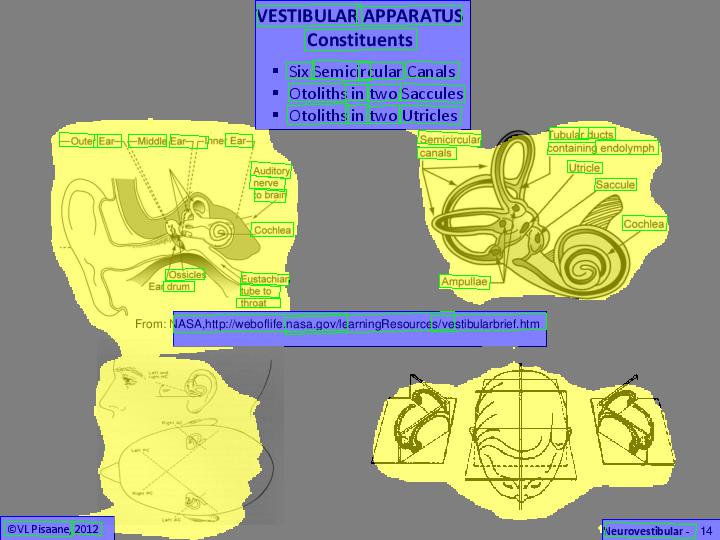 VESTIBULAR APPARATUS
Constituents
▪ Six Semicircular Canals
▪ Otoliths in two Saccules
▪ Otoliths in two Utricles
Outer Ear Middle Ear Inner Ear
Auditory
nerve
to brain
Cochlea
Ossicles
Ear drum
Eustachian
tube to
throat
Semicircular
canals
Tubular ducts
containing endolymph
Utricle
Saccule
Cochlea
Ampullae
From: NASA,http://weboflife.nasa.gov/learningResources/vestibularbrief.htm
Left and
right HC
Right AC
Left PC
Right PC
Left AC
©VL Pisaane, 2012
Neurovestibular - 14